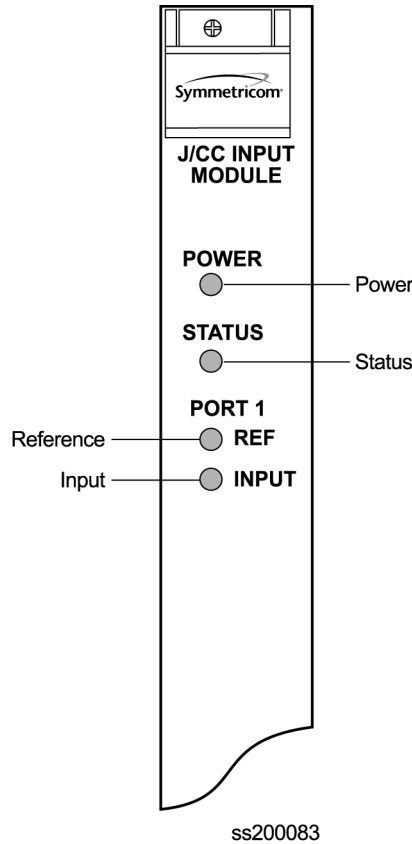 Symmetricom
J/CC INPUT
MODULE
POWER
Power
STATUS
Status
PORT 1
Reference
REF
Input
INPUT
ss200083